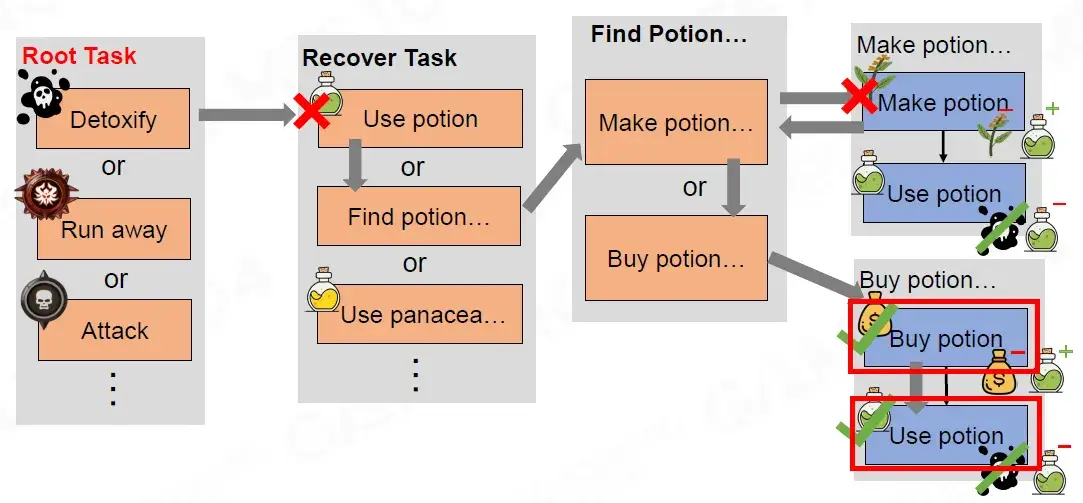 Root Task
Detoxify
or
Run away
or
Attack
Recover Task
Use potion
or
Find potion…
or
Use panacea…
Find Potion…
Make potion…
or
Buy potion…
Make potion…
Make potion
Use potion
Buy potion…
Buy potion
Use potion